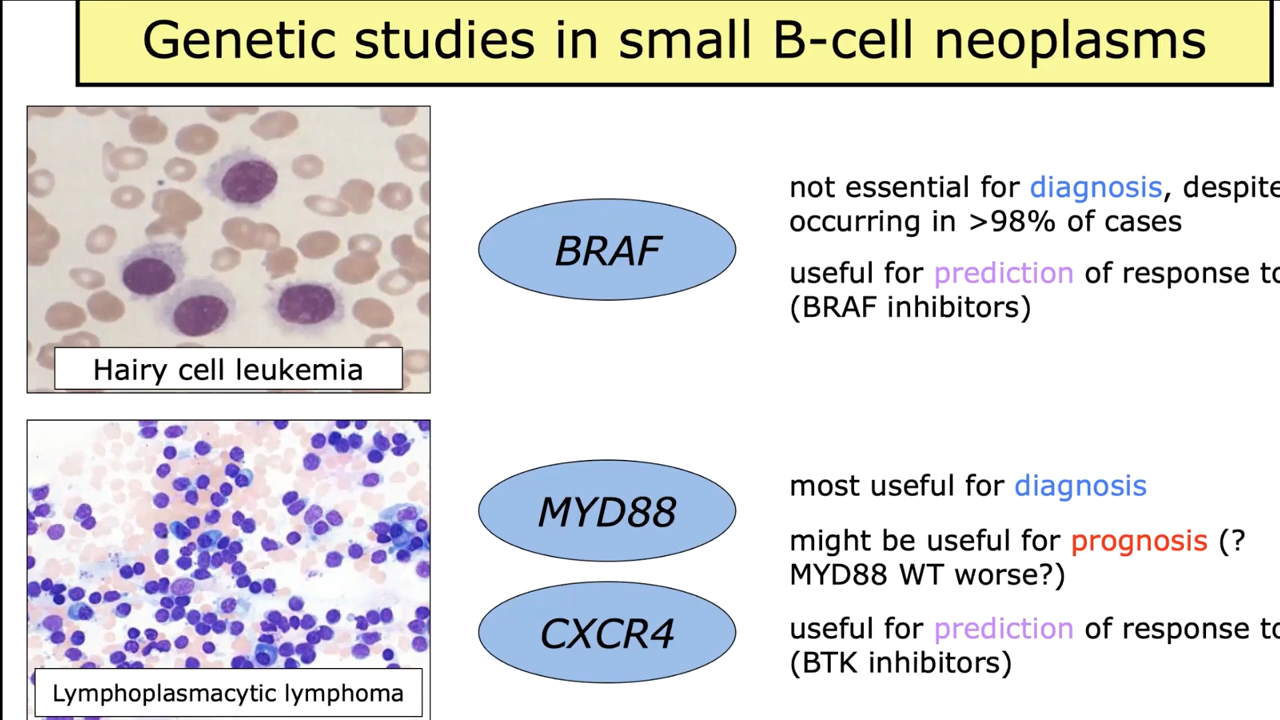 Genetic studies in small B-cell neoplasms
Hairy cell leukemia
BRAF
not essential for diagnosis, despite
occurring in >98% of cases
useful for prediction of response to
(BRAF inhibitors)
Lymphoplasmacytic lymphoma
MYD88
CXCR4
most useful for diagnosis
might be useful for prognosis (?
MYD88 WT worse?)
useful for prediction of response to
(BTK inhibitors)